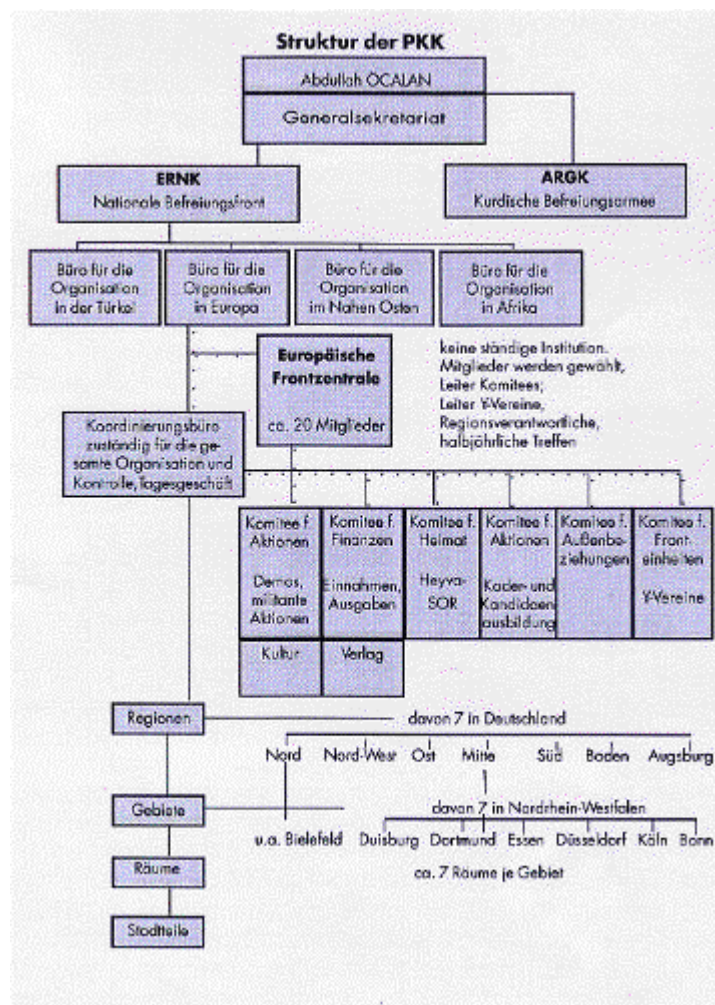 Struktur der PKK
Abdullah ÖCALAN
Generalsekretariat
ERNK
Nationale Befreiungsfront
ARGK
Kurdische Befreiungsarmee
Büro für die
Organisation
in der Türkei
Büro für die
Organisation
in Europa
Büro für die
Organisation
im Nahen Osten
Büro für die
Organisation
in Afrika
Europäische
Frontzentrale
ca. 20 Mitglieder
keine ständige Institution.
Mitglieder werden gewählt,
Leiter Komitees;
Leiter Y-Vereine,
Regionsverantwortliche,
halbjährliche Treffen
Koordinierungsbüro
zuständig für die ge-
samte Organisation und
Kontrolle, Tagesgeschäft
Komitee f.
Aktionen
Demos,
militante
Aktionen
Kultur
Komitee f.
Finanzen
Einnahmen,
Ausgaben
Verlag
Komitee f.
Heimat
Heyva-
SOR
Komitee f.
Aktionen
Kader- und
Kandidaen
ausbildung
Komitee f.
Außenbe-
ziehungen
Komitee f.
Front-
einheiten
Y-Vereine
Regionen
davon 7 in Deutschland
Nord Nord-West Ost Mitte Süd Baden Augsburg
Gebiete
davon 7 in Nordrhein-Westfalen
u.a. Bielefeld Duisburg Dortmund Essen Düsseldorf Köln Bonn
Räume
ca. 7 Räume je Gebiet
Stadtteile